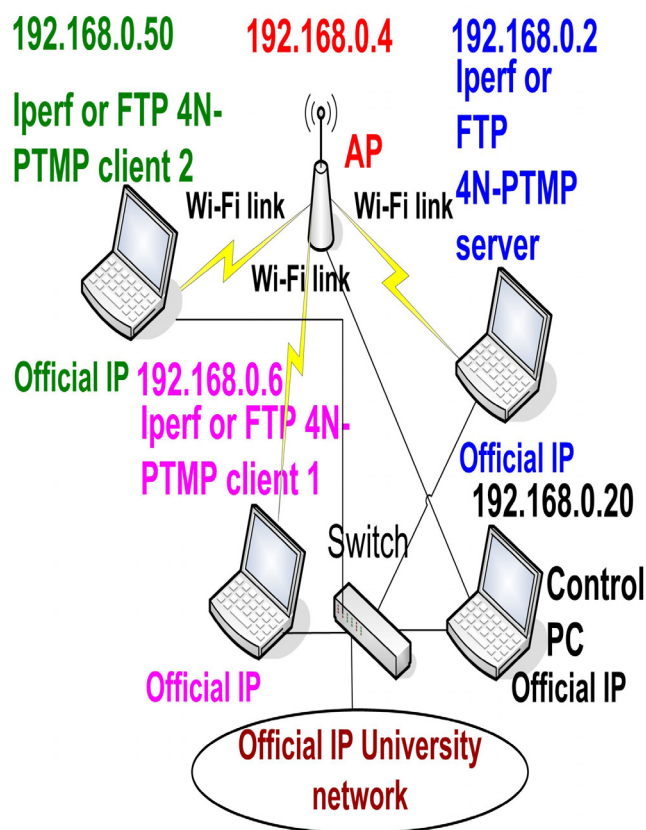 192.168.0.50
192.168.0.4
192.168.0.2
Iperf or FTP 4N-
PTMP client 2
Iperf or
FTP
4N-PTMP
server
AP
Wi-Fi link
Wi-Fi link
Wi-Fi link
Official IP
192.168.0.6
Iperf or FTP 4N-
PTMP client 1
Official IP
192.168.0.20
Switch
Control
PC
Official IP
Official IP
Official IP University
network